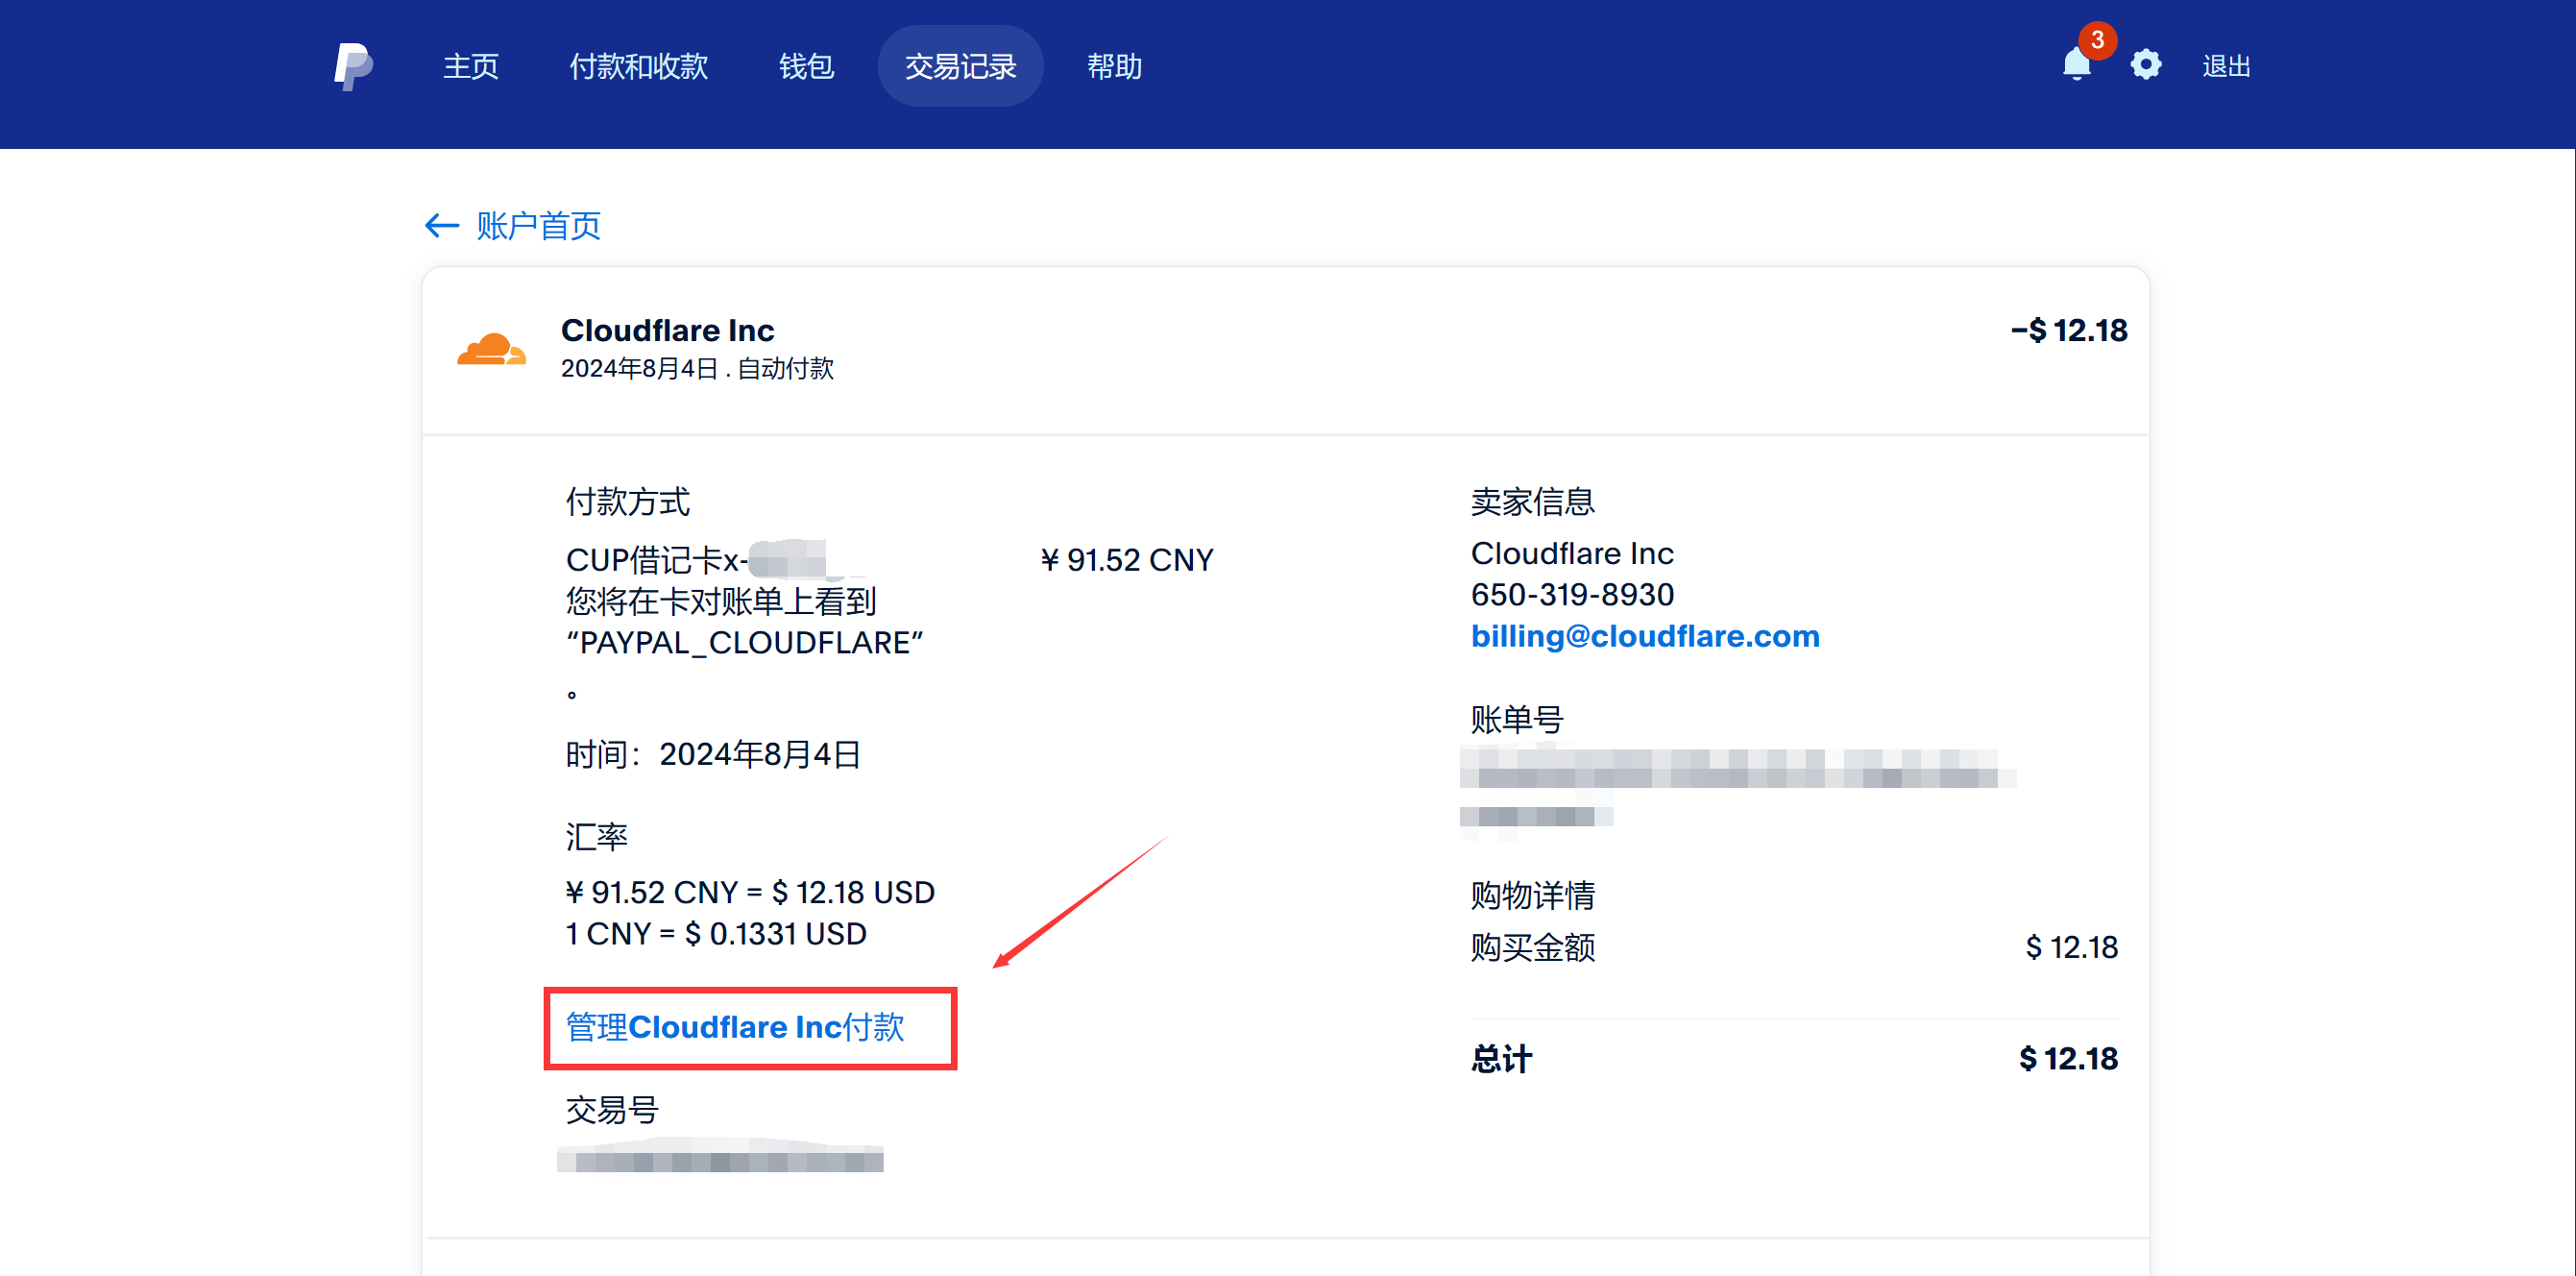 主页
付款和收款
钱包
交易记录
帮助
3
退出
账户首页
Cloudflare Inc
−$ 12.18
2024年8月4日 . 自动付款
付款方式
CUP借记卡x-
¥ 91.52 CNY
您将在卡对账单上看到
“PAYPAL_CLOUDFLARE”
。
时间：2024年8月4日
汇率
¥ 91.52 CNY = $ 12.18 USD
1 CNY = $ 0.1331 USD
管理Cloudflare Inc付款
交易号
卖家信息
Cloudflare Inc
650-319-8930
billing@cloudflare.com
账单号
购物详情
购买金额
$ 12.18
总计
$ 12.18